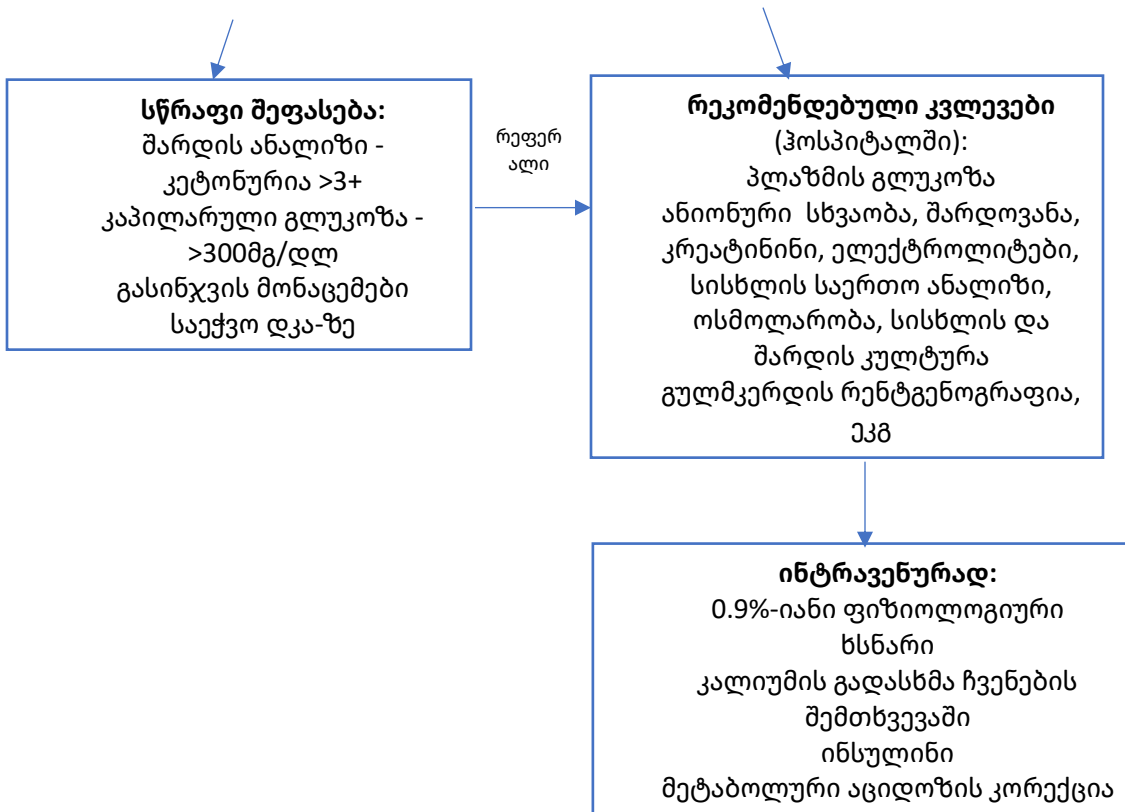 სწრაფი შეფასება:
შარდის ანალიზი -
კეტონურია >3+
კაპილარული გლუკოზა -
>300მგ/დლ
გასინჯვის მონაცემები
საეჭვო დკა-ზე
რეფერ
ალი
რეკომენდებული კვლევები
(ჰოსპიტალში):
პლაზმის გლუკოზა
ანიონური სხვაობა, შარდოვანა,
კრეატინინი, ელექტროლიტები,
სისხლის საერთო ანალიზი,
ოსმოლარობა, სისხლის და
შარდის კულტურა
გულმკერდის რენტგენოგრაფია,
ეკგ
ინტრავენურად:
0.9%-იანი ფიზიოლოგიური
ხსნარი
კალიუმის გადასხმა ჩვენების
შემთხვევაში
ინსულინი
მეტაბოლური აციდოზის კორექცია